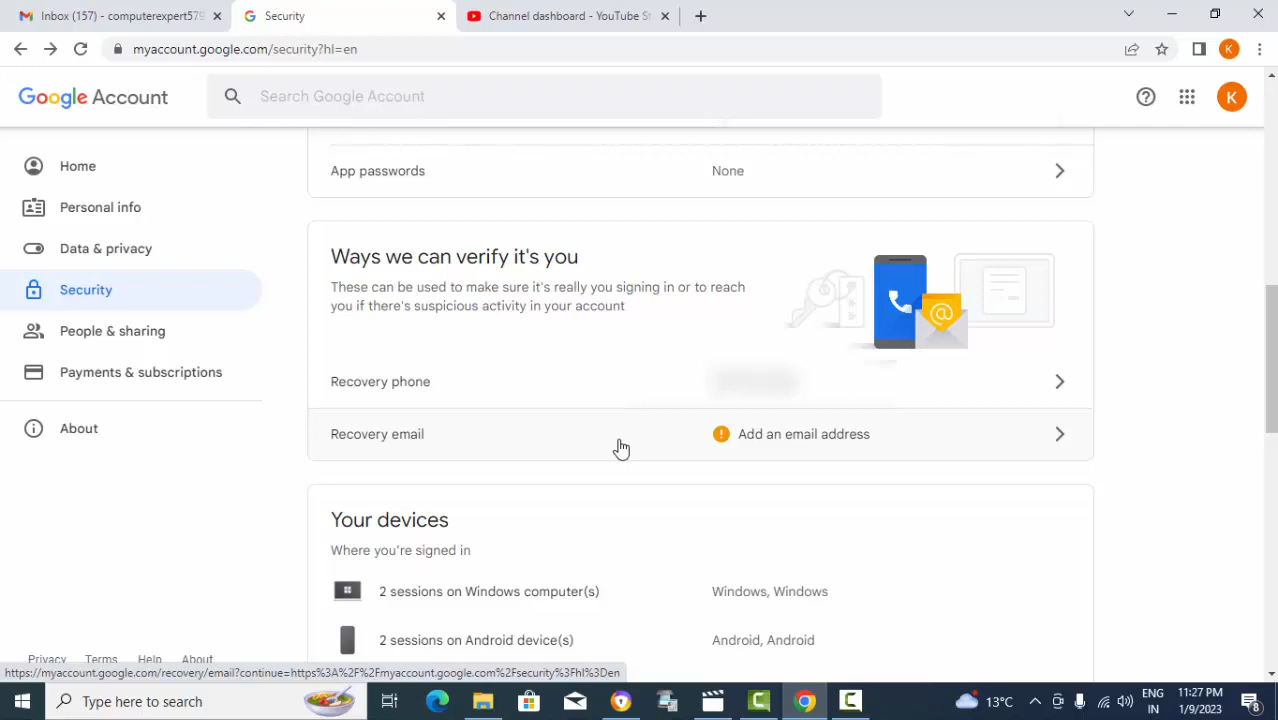 Inbox (157) - computerexpert579
Security
Channel dashboard - YouTube St
myaccount.google.com/security?hl=en
K
Google Account
Search Google Account
K
App passwords None
Home
Personal info
Data & privacy
Security
People & sharing
Payments & subscriptions
About
Ways we can verify it's you
These can be used to make sure it's really you signing in or to reach
you if there's suspicious activity in your account
Recovery phone
Recovery email Add an email address
Your devices
Where you're signed in
2 sessions on Windows computer(s) Windows, Windows
2 sessions on Android device(s) Android, Android
Privacy Terms Help About
https://myaccount.google.com/recovery/email?continue=https%3A%2F%2Fmyaccount.google.com%2Fsecurity%3Fhl%3Den
Type here to search
13°C
ENG
IN
11:27 PM
1/9/2023
8